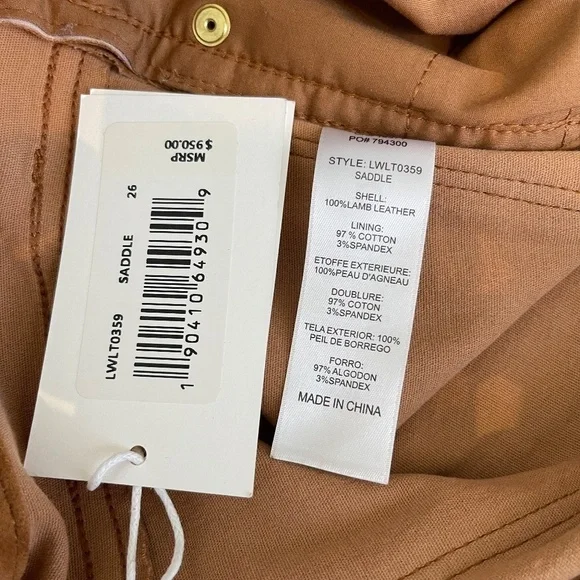 MSRP
$ 950.00
26
SADDLE
LWLT0359
1 90410 64930 9
PO# 794300
STYLE: LWLT0359
SADDLE
SHELL:
100%LAMB LEATHER
LINING:
97 % COTTON
3%SPANDEX
ETOFFE EXTERIEURE:
100%PEAU D'AGNEAU
DOUBLURE:
97% COTON
3%SPANDEX
TELA EXTERIOR: 100%
PEIL DE BORREGO
FORRO:
97% ALGODON
3%SPANDEX
MADE IN CHINA